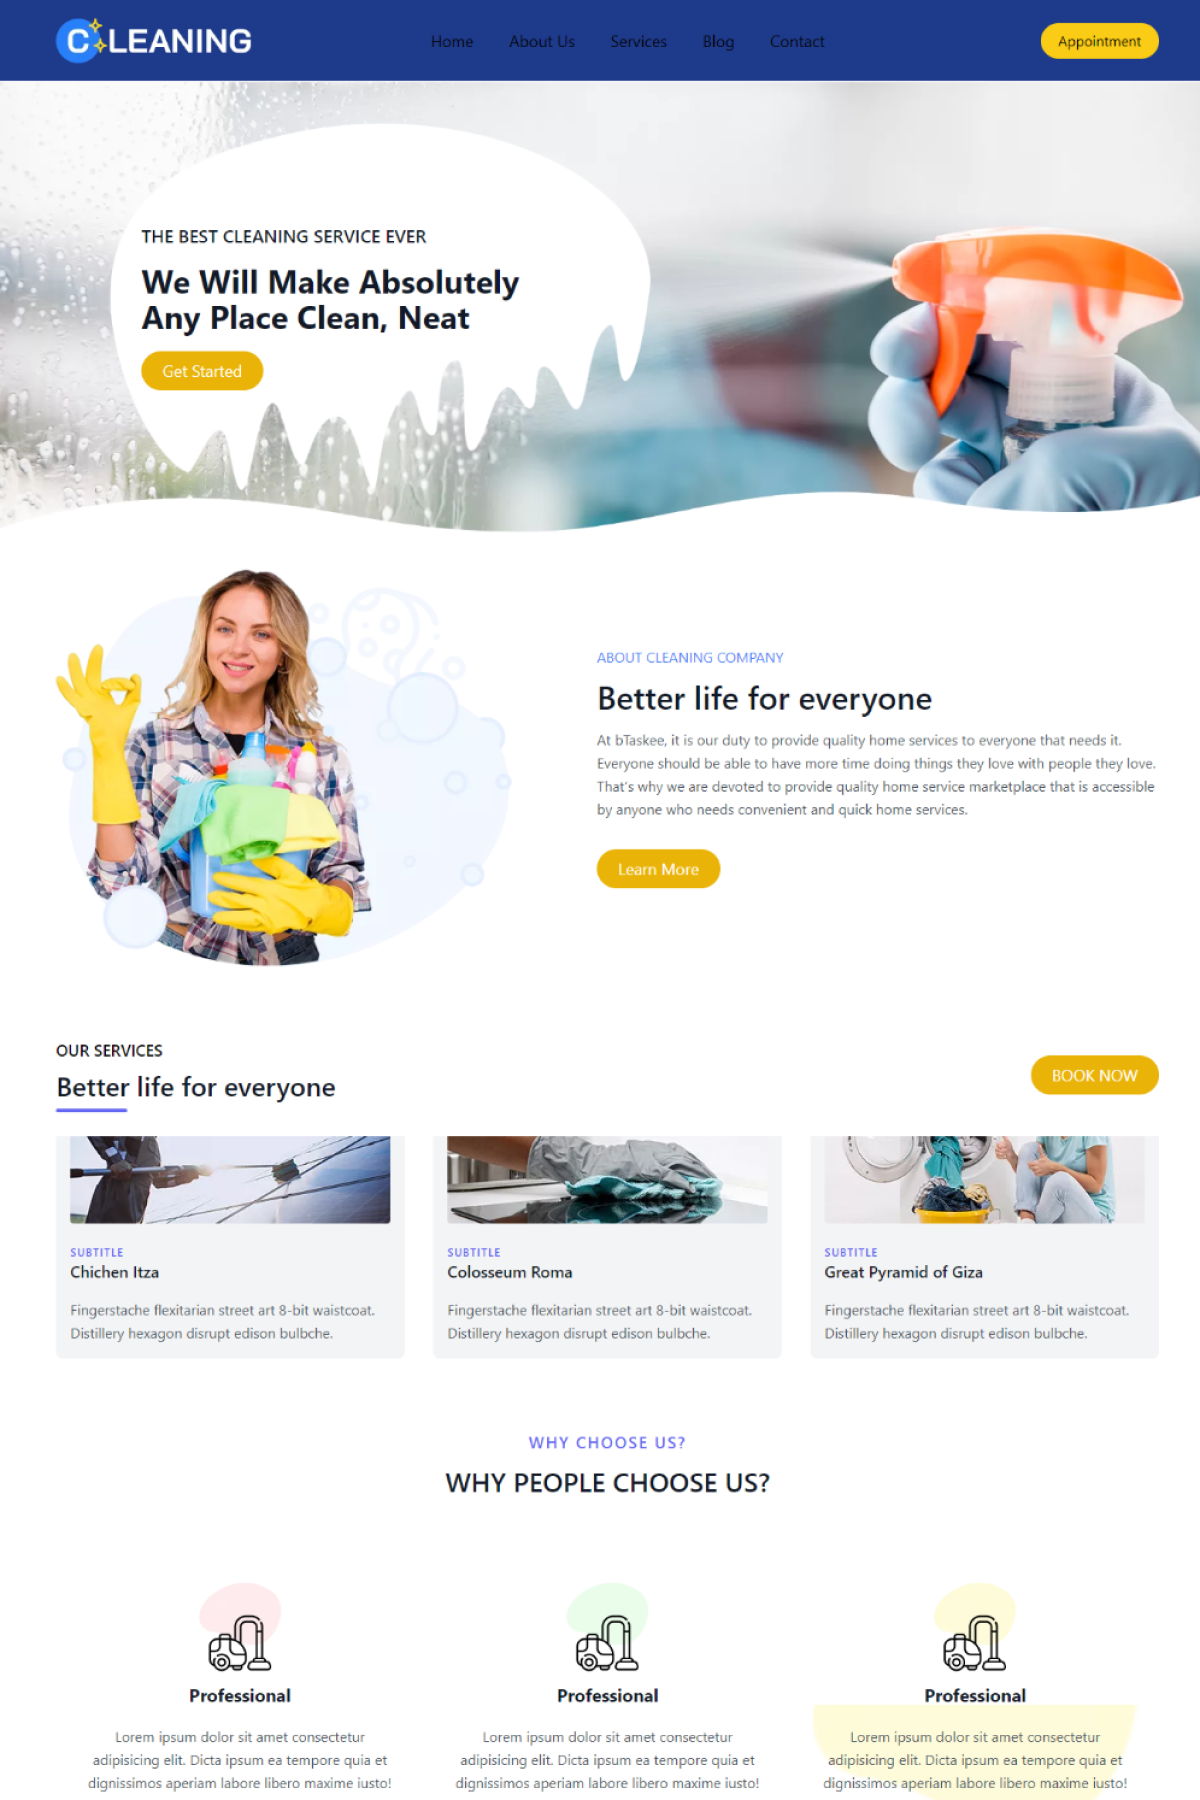 CLEANING
Home About Us Services Blog Contact
Appointment
THE BEST CLEANING SERVICE EVER
We Will Make Absolutely
Any Place Clean, Neat
Get Started
ABOUT CLEANING COMPANY
Better life for everyone
At bTaskee, it is our duty to provide quality home services to everyone that needs it.
Everyone should be able to have more time doing things they love with people they love.
That's why we are devoted to provide quality home service marketplace that is accessible
by anyone who needs convenient and quick home services.
Learn More
OUR SERVICES
Better life for everyone
BOOK NOW
SUBTITLE
Chichen Itza
Fingerstache flexitarian street art 8-bit waistcoat.
Distillery hexagon disrupt edison bulbche.
SUBTITLE
Colosseum Roma
Fingerstache flexitarian street art 8-bit waistcoat.
Distillery hexagon disrupt edison bulbche.
SUBTITLE
Great Pyramid of Giza
Fingerstache flexitarian street art 8-bit waistcoat.
Distillery hexagon disrupt edison bulbche.
WHY CHOOSE US?
WHY PEOPLE CHOOSE US?
Professional
Lorem ipsum dolor sit amet consectetur
adipisicing elit. Dicta ipsum ea tempore quia et
dignissimos aperiam labore libero maxime iusto!
Professional
Lorem ipsum dolor sit amet consectetur
adipisicing elit. Dicta ipsum ea tempore quia et
dignissimos aperiam labore libero maxime iusto!
Professional
Lorem ipsum dolor sit amet consectetur
adipisicing elit. Dicta ipsum ea tempore quia et
dignissimos aperiam labore libero maxime iusto!